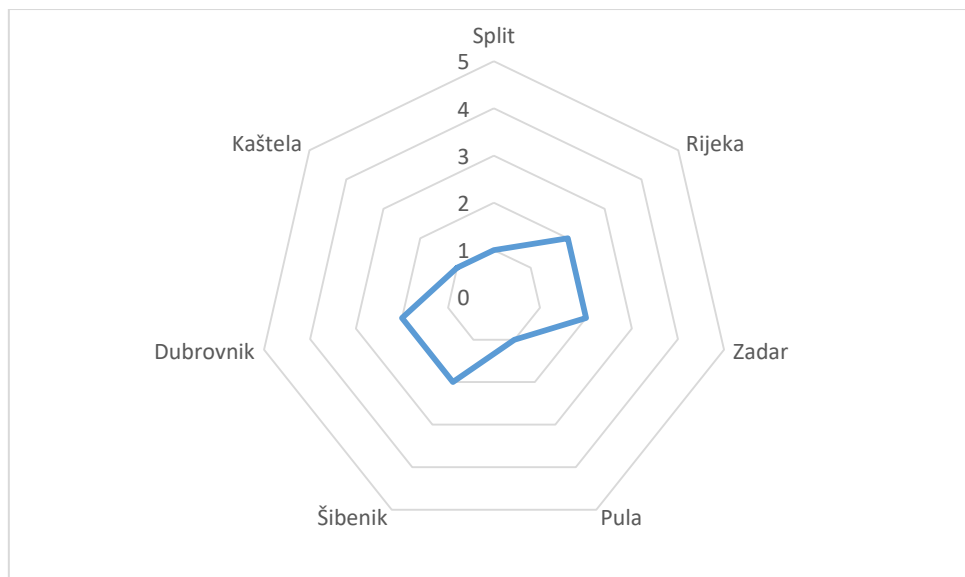 Split
5
4
3
2
1
0
Rijeka
Zadar
Pula
Šibenik
Dubrovnik
Kaštela